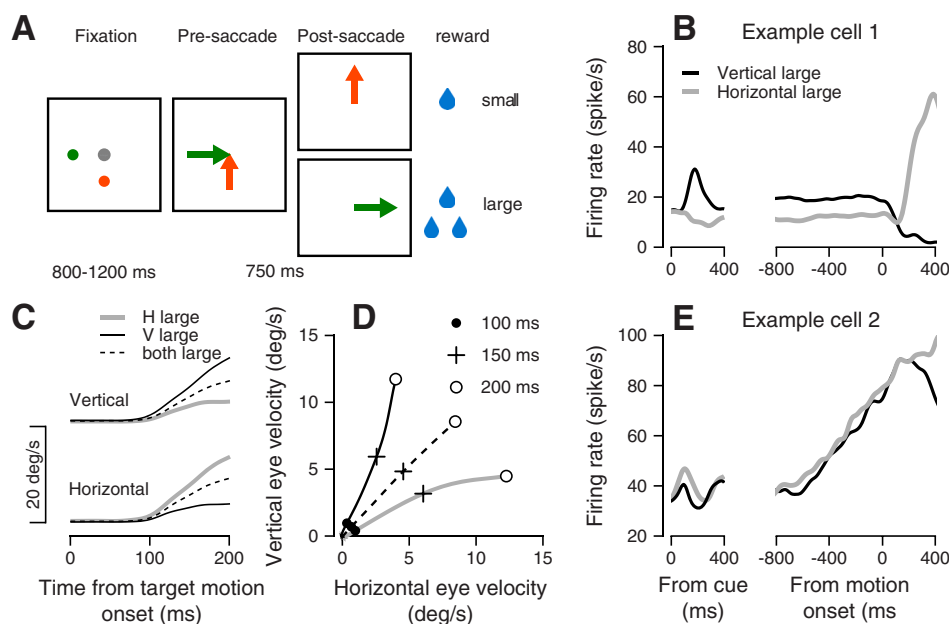 A
Fixation
Pre-saccade
Post-saccade
reward
small
large
800-1200 ms
750 ms
B
Example cell 1
Vertical large
Horizontal large
Firing rate (spike/s)
80
60
40
20
0
0
400
-800
-400
0
400
C
H large
V large
both large
Vertical
Horizontal
20 deg/s
0
100
200
Time from target motion
onset (ms)
D
100 ms
150 ms
200 ms
Vertical eye velocity (deg/s)
15
10
5
0
0
5
10
15
Horizontal eye velocity
(deg/s)
E
Example cell 2
Firing rate (spike/s)
100
80
60
40
20
0
400
-800
-400
0
400
From cue
(ms)
From motion
onset (ms